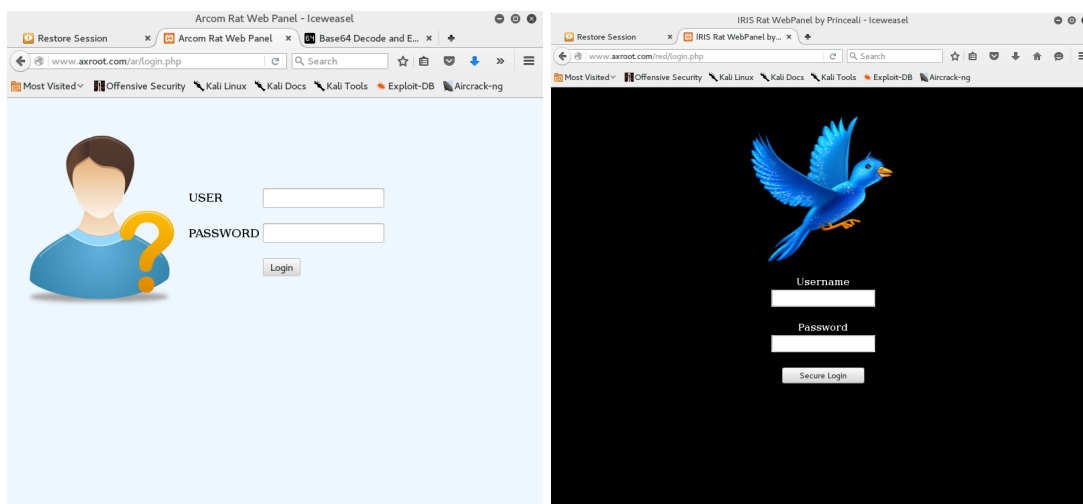 Arcom Rat Web Panel - Iceweasel
Restore Session
Arcom Rat Web Panel
Base64 Decode and E...
www.axroot.com/ar/login.php
Search
Most Visited
Offensive Security
Kali Linux
Kali Docs
Kali Tools
Exploit-DB
Aircrack-ng
USER
PASSWORD
Login
IRIS Rat WebPanel by Princeali - Iceweasel
Restore Session
IRIS Rat WebPanel by...
www.axroot.com/red/login.php
Search
Most Visited
Offensive Security
Kali Linux
Kali Docs
Kali Tools
Exploit-DB
Aircrack-ng
Username
Password
Secure Login